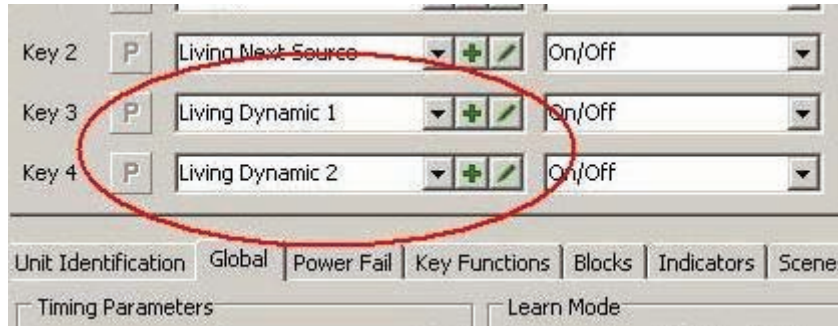 Key 2 P Living Next Source On/Off
Key 3 P Living Dynamic 1 On/Off
Key 4 P Living Dynamic 2 On/Off
Unit Identification Global Power Fail Key Functions Blocks Indicators Scene
Timing Parameters Learn Mode